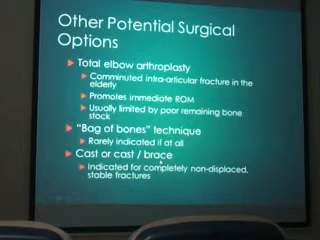 Other Potential Surgical
Options
Total elbow arthroplasty
Comminuted intra-articular fracture in the
elderly
Promotes immediate ROM
Usually limited by poor remaining bone
stock
"Bag of bones" technique
Rarely indicated if at all
Cast or cast / brace
Indicated for completely non-displaced,
stable fractures